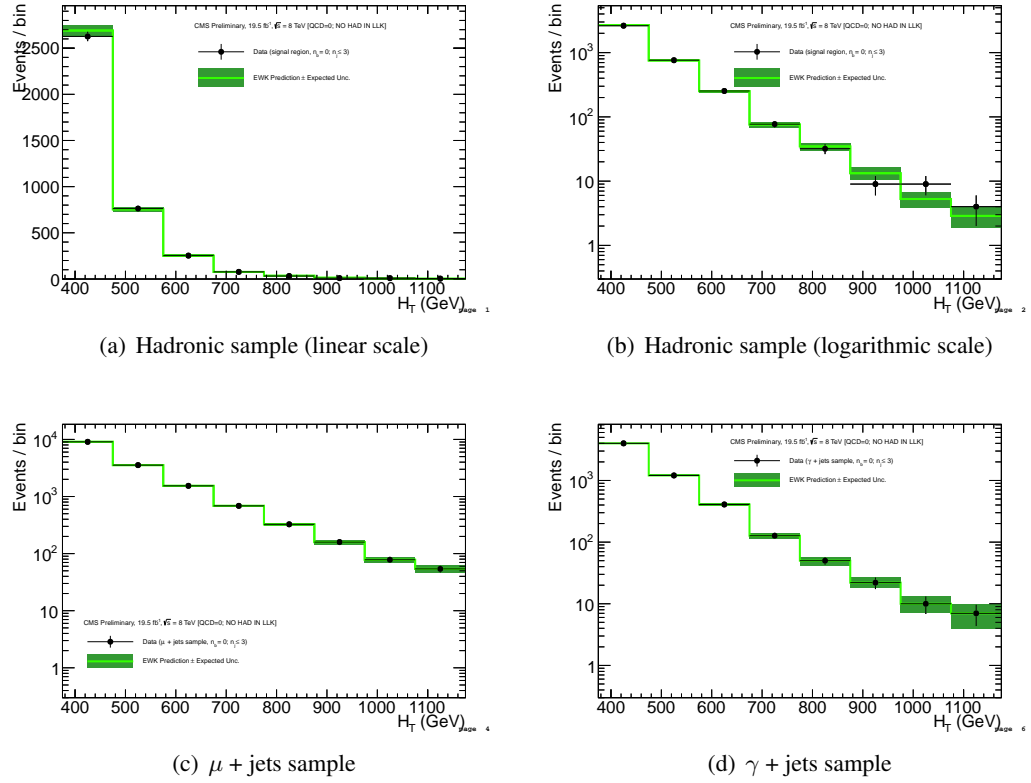 Events / bin
2500
2000
1500
1000
500
0
CMS Preliminary, 19.5 fb⁻¹, √s = 8 TeV [QCD=0; NO HAD IN LLK]
Data (signal region, n_b = 0; n_j ≤ 3)
EWK Prediction ± Expected Unc.
400 500 600 700 800 900 1000 1100
H_T (GeV)
page 1
(a) Hadronic sample (linear scale)
Events / bin
10³
10²
10
1
CMS Preliminary, 19.5 fb⁻¹, √s = 8 TeV [QCD=0; NO HAD IN LLK]
Data (signal region, n_b = 0; n_j ≤ 3)
EWK Prediction ± Expected Unc.
400 500 600 700 800 900 1000 1100
H_T (GeV)
page 2
(b) Hadronic sample (logarithmic scale)
Events / bin
10⁴
10³
10²
10
1
CMS Preliminary, 19.5 fb⁻¹, √s = 8 TeV [QCD=0; NO HAD IN LLK]
Data (μ + jets sample, n_b = 0; n_j ≤ 3)
EWK Prediction ± Expected Unc.
400 500 600 700 800 900 1000 1100
H_T (GeV)
page 4
(c) μ + jets sample
Events / bin
10³
10²
10
1
CMS Preliminary, 19.5 fb⁻¹, √s = 8 TeV [QCD=0; NO HAD IN LLK]
Data (γ + jets sample, n_b = 0; n_j ≤ 3)
EWK Prediction ± Expected Unc.
400 500 600 700 800 900 1000 1100
H_T (GeV)
page 6
(d) γ + jets sample